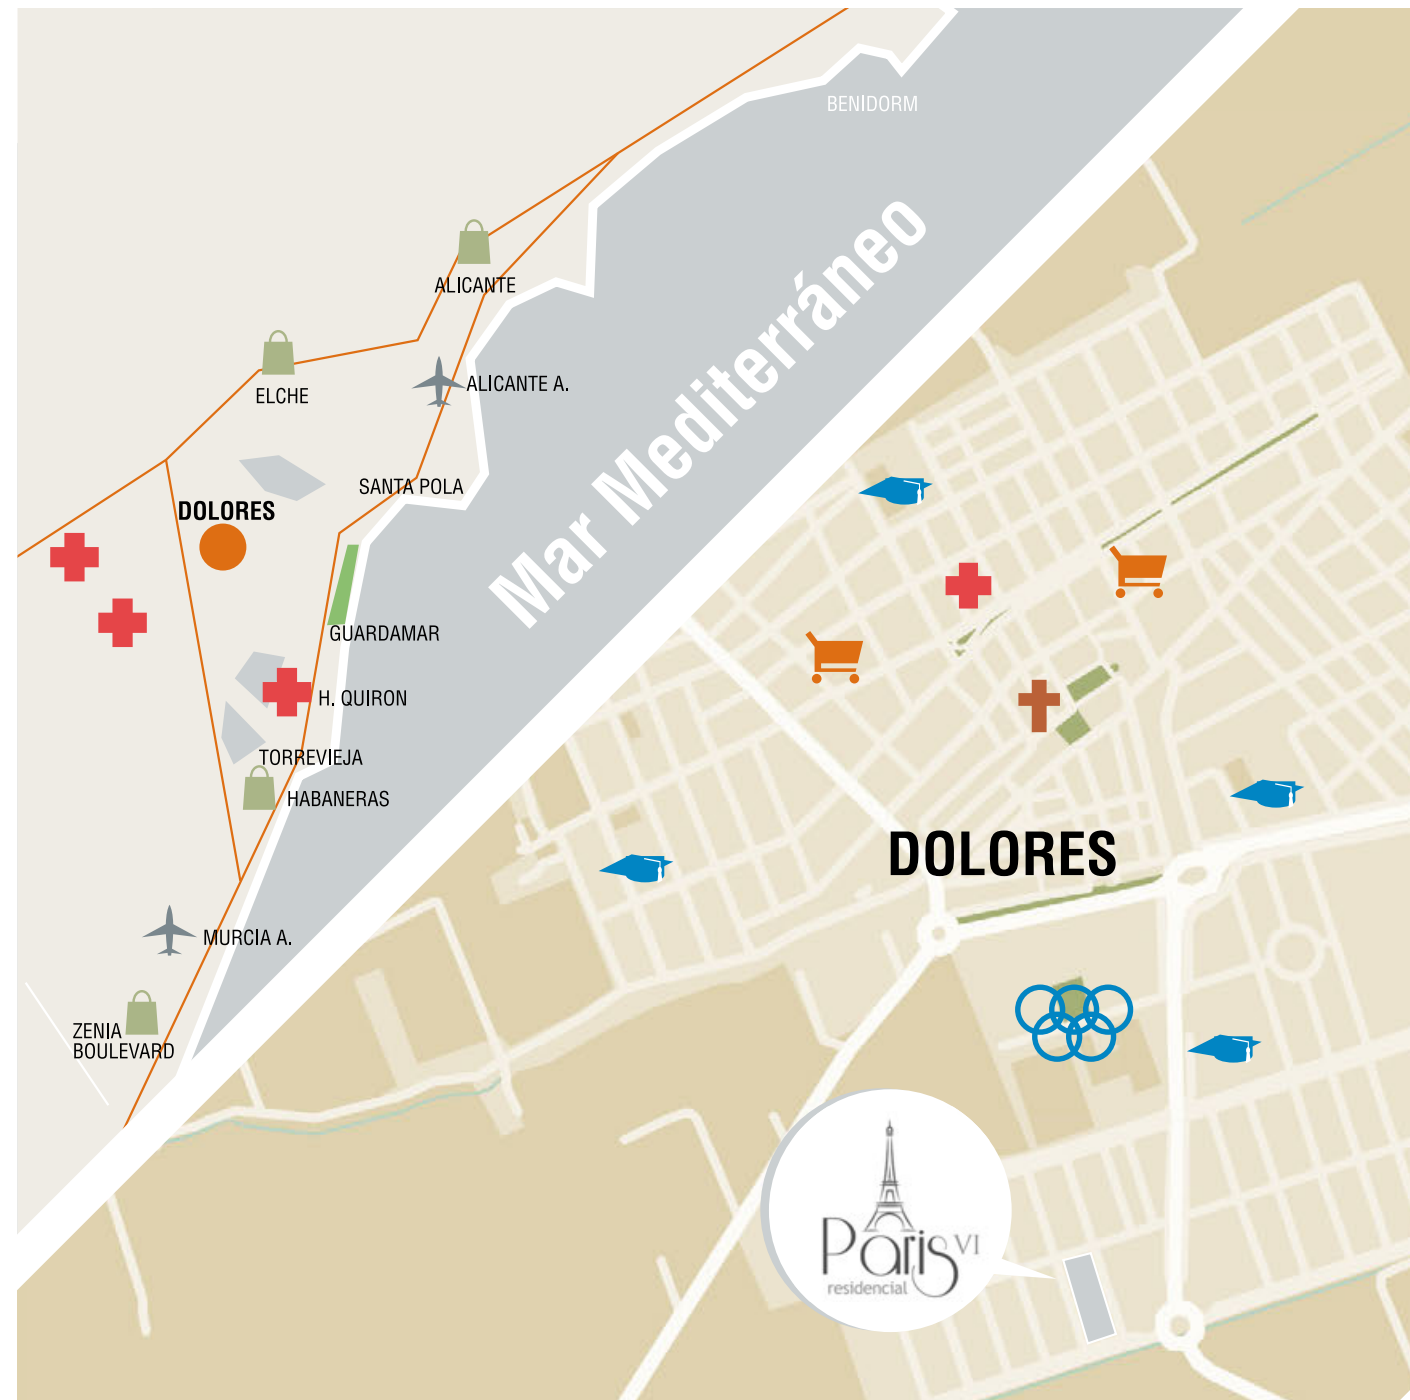 BENIDORM
Mar Mediterráneo
ALICANTE
ALICANTE A.
ELCHE
SANTA POLA
DOLORES
GUARDAMAR
H. QUIRON
TORREVIEJA
HABANERAS
MURCIA A.
ZENIA
BOULEVARD
DOLORES
Paris VI
residencial